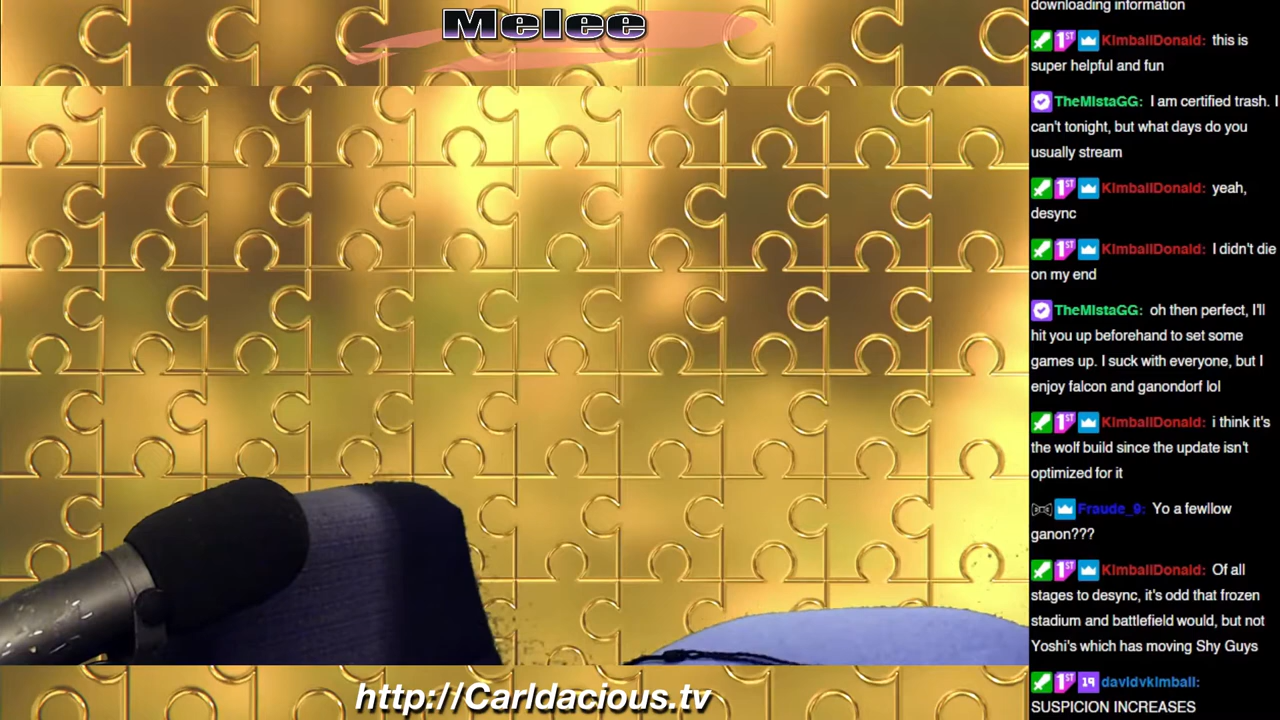 Melee
downloading information
KimballDonald: this is
super helpful and fun
TheMistaGG: I am certified trash. I
can't tonight, but what days do you
usually stream
KimballDonald: yeah,
desync
KimballDonald: I didn't die
on my end
TheMistaGG: oh then perfect, I'll
hit you up beforehand to set some
games up. I suck with everyone, but I
enjoy falcon and ganondorf lol
KimballDonald: i think it's
the wolf build since the update isn't
optimized for it
Fraude_9: Yo a fewllow
ganon???
KimballDonald: Of all
stages to desync, it's odd that frozen
stadium and battlefield would, but not
Yoshi's which has moving Shy Guys
davidvkimball:
SUSPICION INCREASES
http://Carldacious.tv